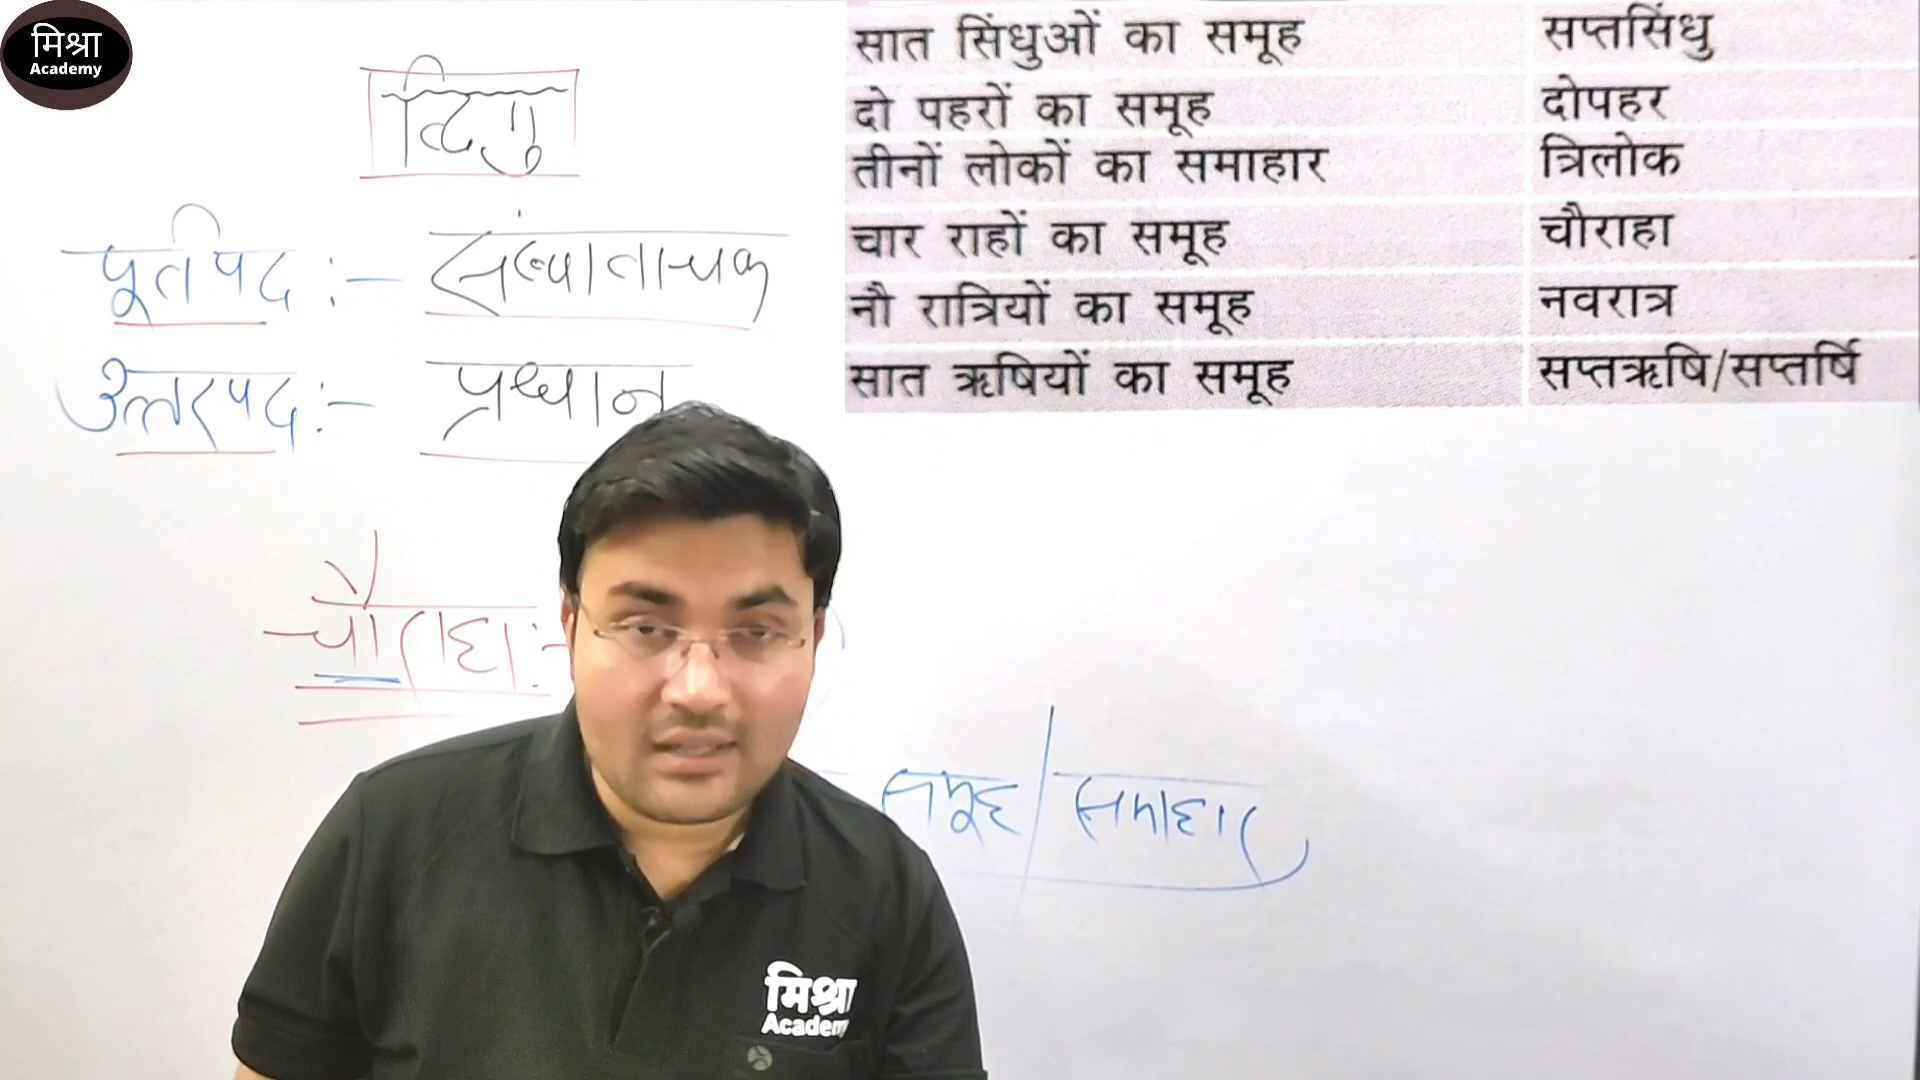 मिश्रा
Academy
द्विगु
पूर्वपद :– संख्यावाचक
उत्तरपद :– प्रधान
चौराहा :–
समूह / समाहार
सात सिंधुओं का समूह सप्तसिंधु
दो पहरों का समूह दोपहर
तीनों लोकों का समाहार त्रिलोक
चार राहों का समूह चौराहा
नौ रात्रियों का समूह नवरात्र
सात ऋषियों का समूह सप्तऋषि/सप्तर्षि
मिश्रा
Academy